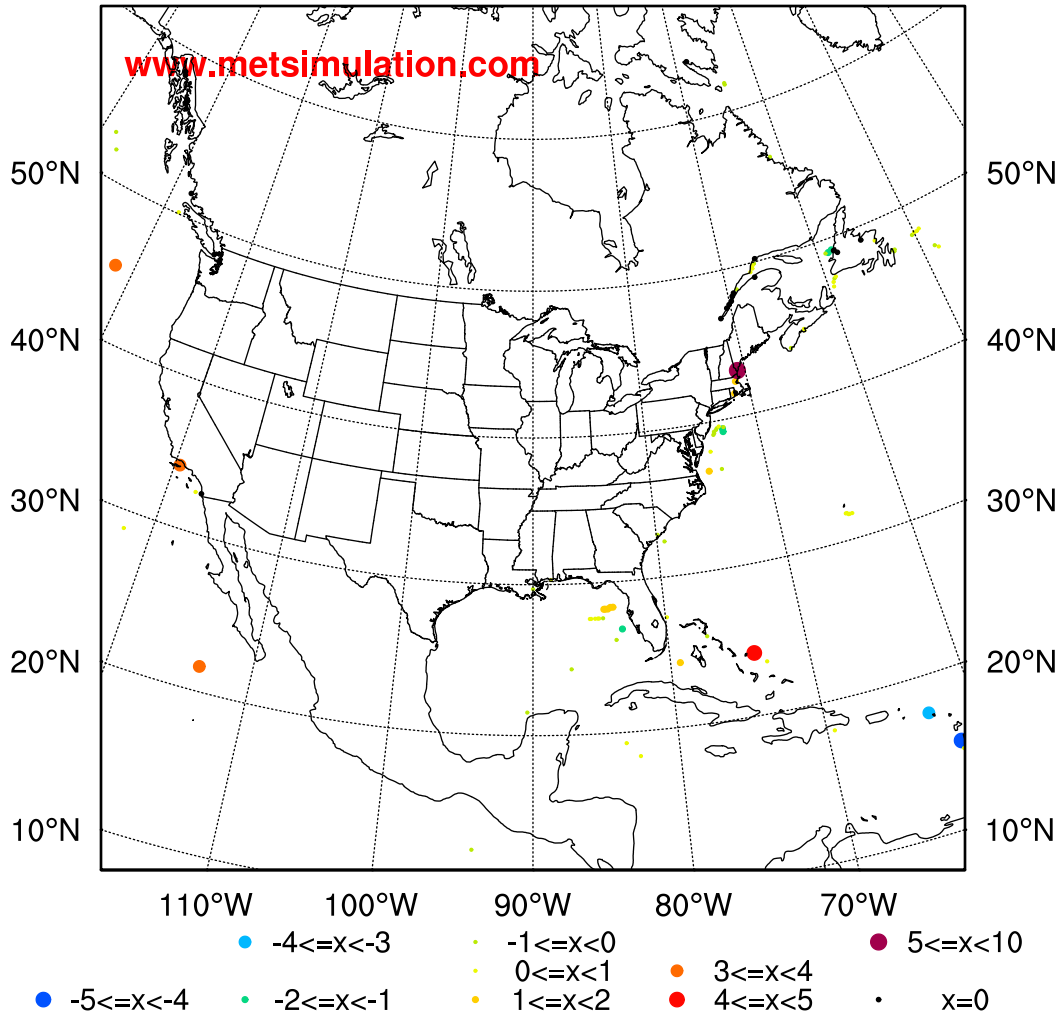 www.metsimulation.com
50°N 50°N
40°N 40°N
30°N 30°N
20°N 20°N
10°N 10°N
110°W 100°W 90°W 80°W 70°W
-4<=x<-3 -1<=x<0 5<=x<10
0<=x<1 3<=x<4
-5<=x<-4 -2<=x<-1 1<=x<2 4<=x<5 x=0